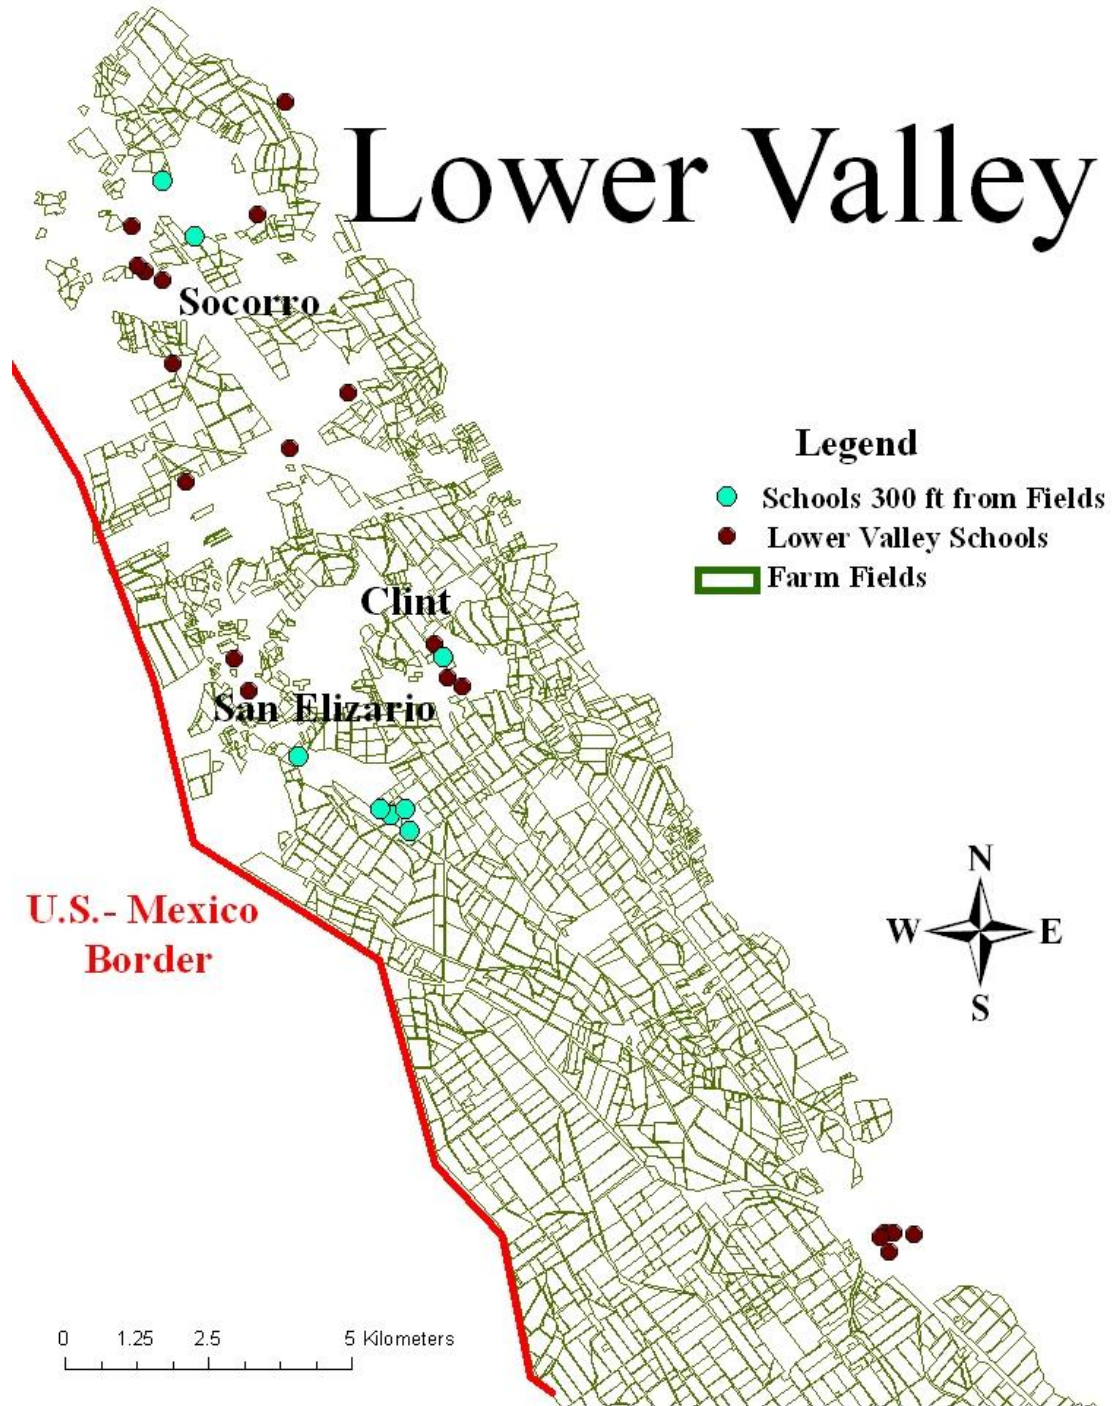 Lower Valley
Socorro
Legend
Schools 300 ft from Fields
Lower Valley Schools
Farm Fields
Clint
San Elizario
U.S.- Mexico
Border
N
W E
S
0 1.25 2.5 5 Kilometers